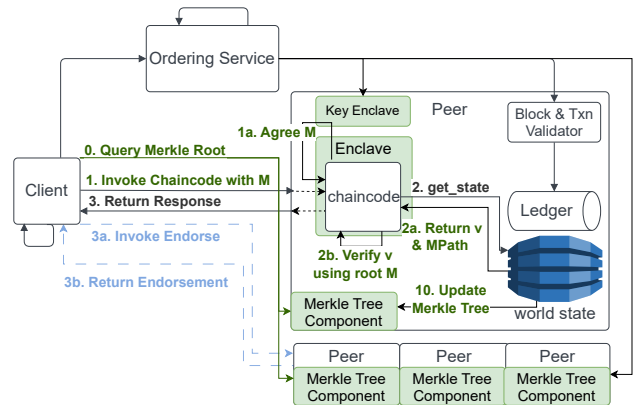 Ordering Service
Key Enclave
Peer
Block & Txn
Validator
1a. Agree M
Enclave
0. Query Merkle Root
Client
1. Invoke Chaincode with M
chaincode
2. get_state
3. Return Response
Ledger
3a. Invoke Endorse
2a. Return v
& MPath
2b. Verify v
using root M
3b. Return Endorsement
10. Update
Merkle Tree
world state
Merkle Tree
Component
Peer
Peer
Peer
Merkle Tree
Component
Merkle Tree
Component
Merkle Tree
Component